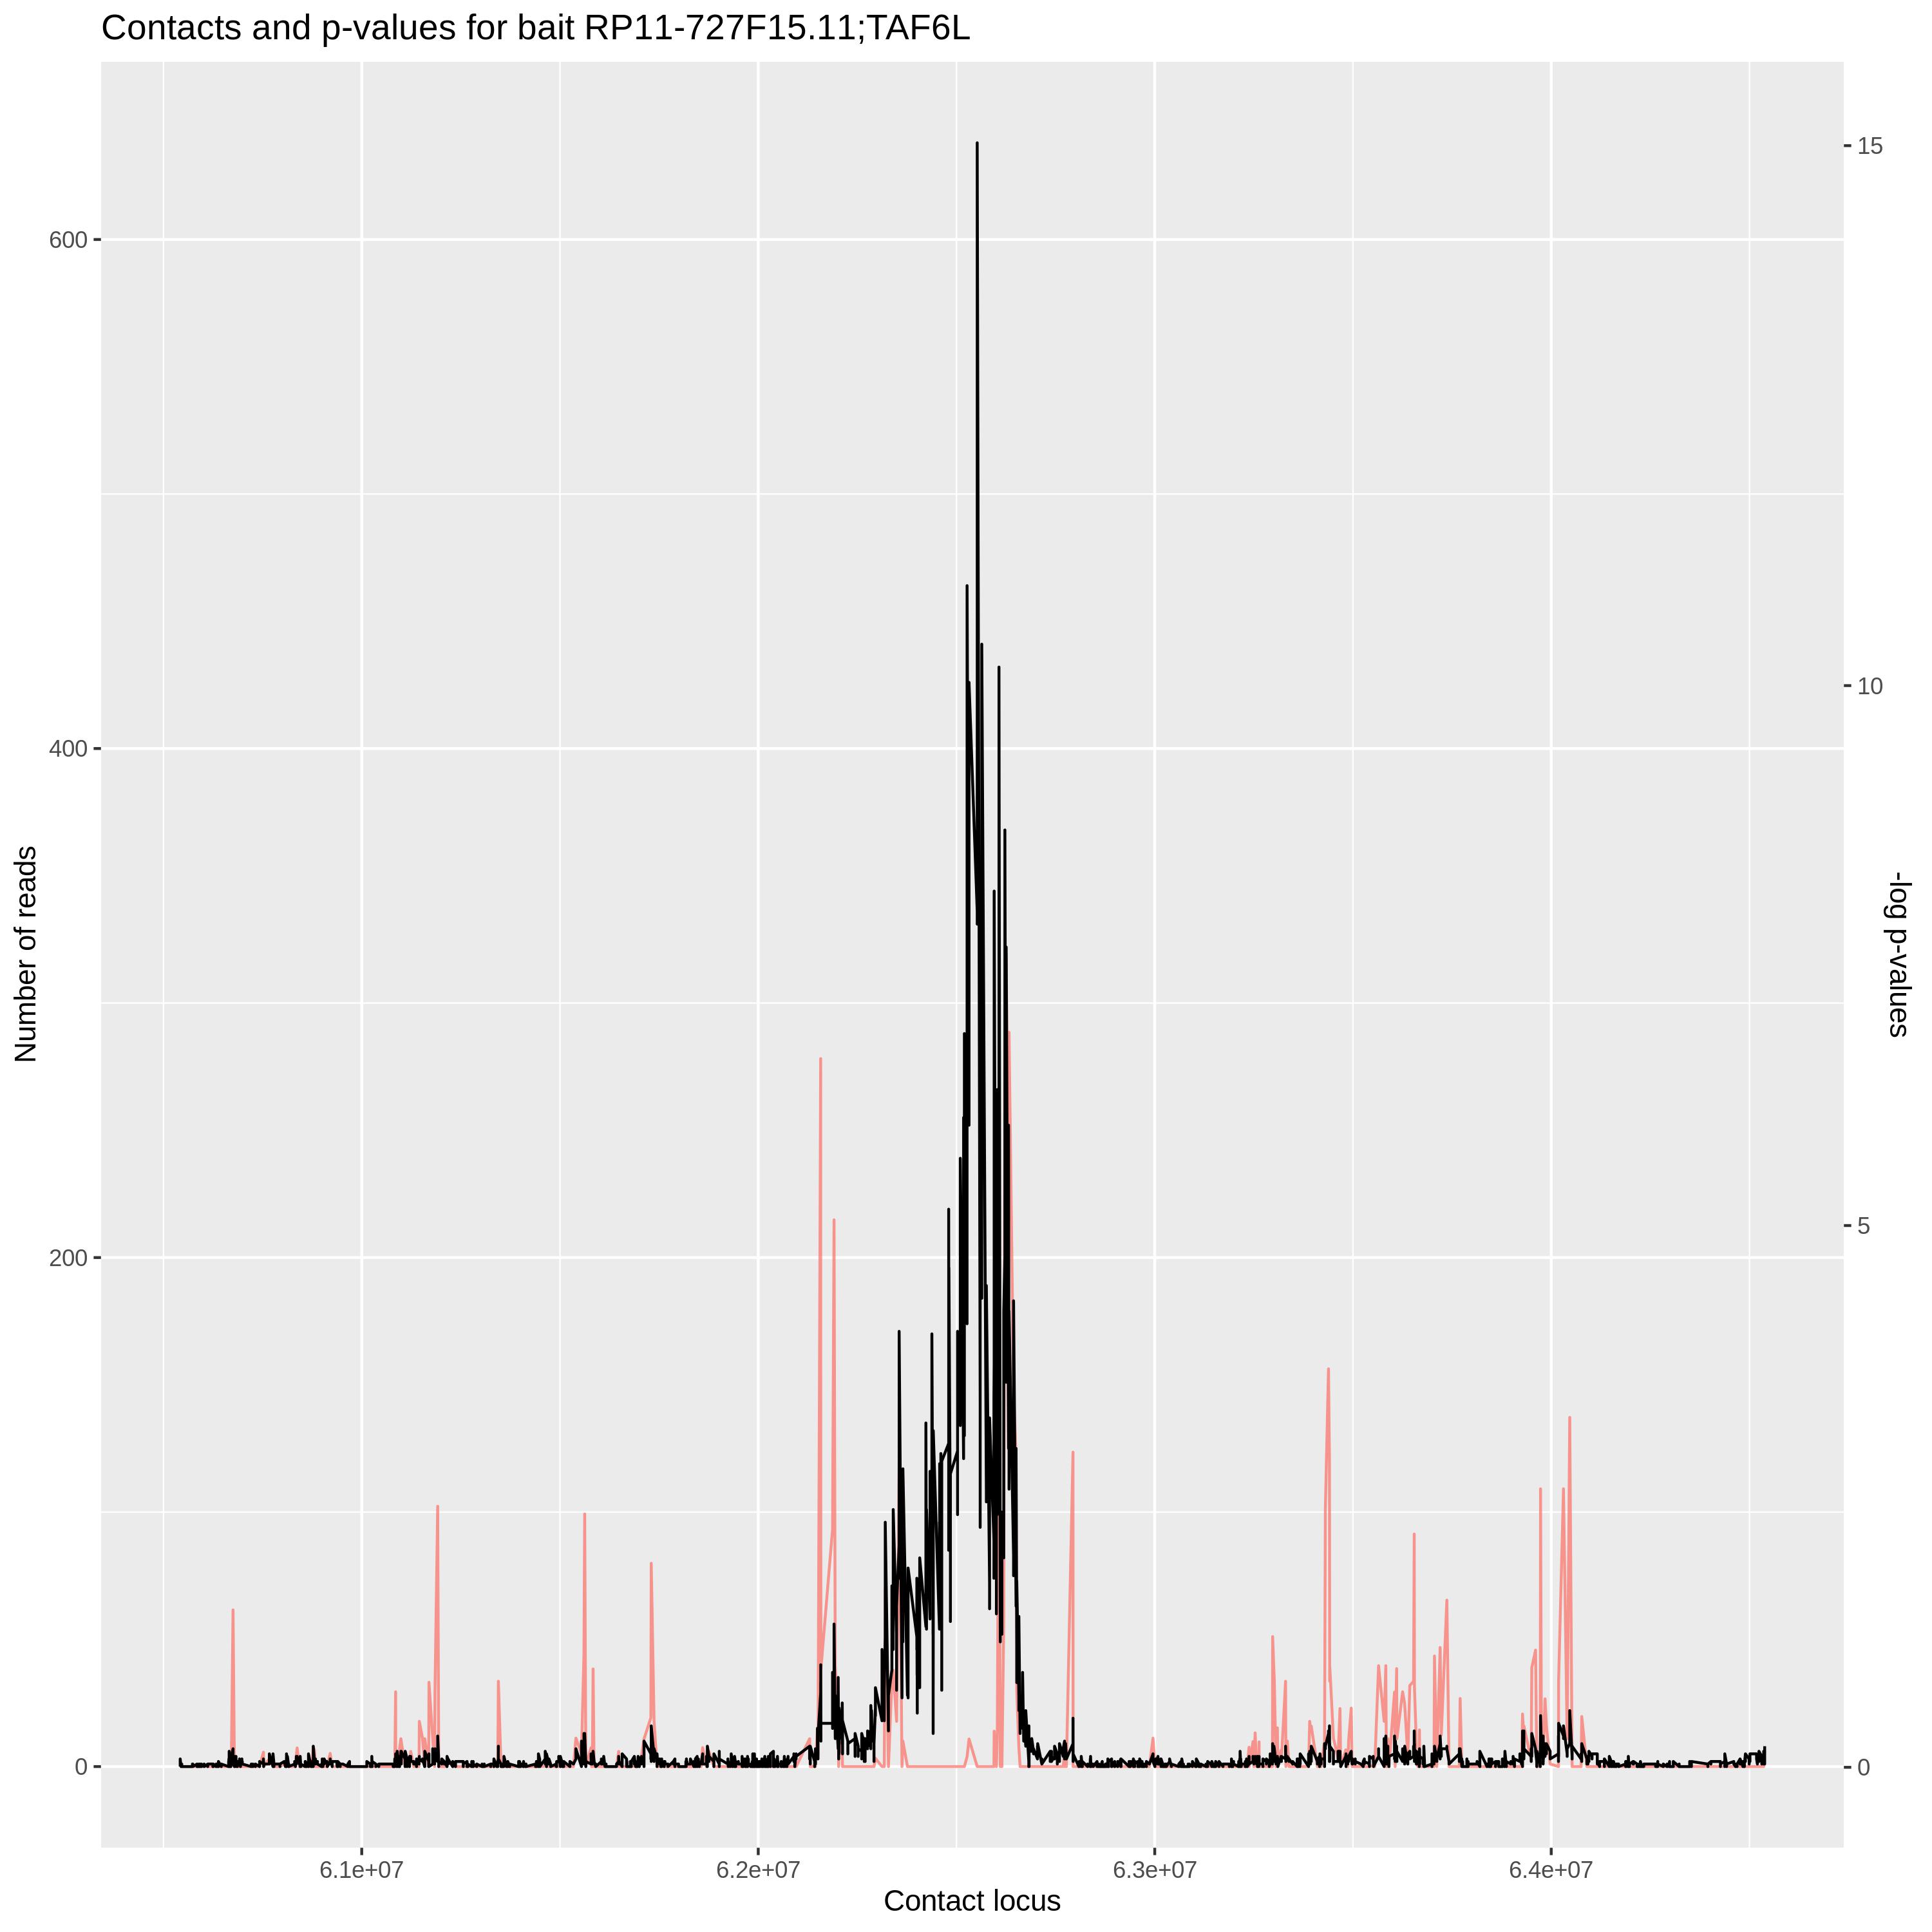 Contacts and p-values for bait RP11-727F15.11;TAF6L
15
600
10
400
Number of reads
-log p-values
5
200
0
0
6.1e+07
6.2e+07
6.3e+07
6.4e+07
Contact locus